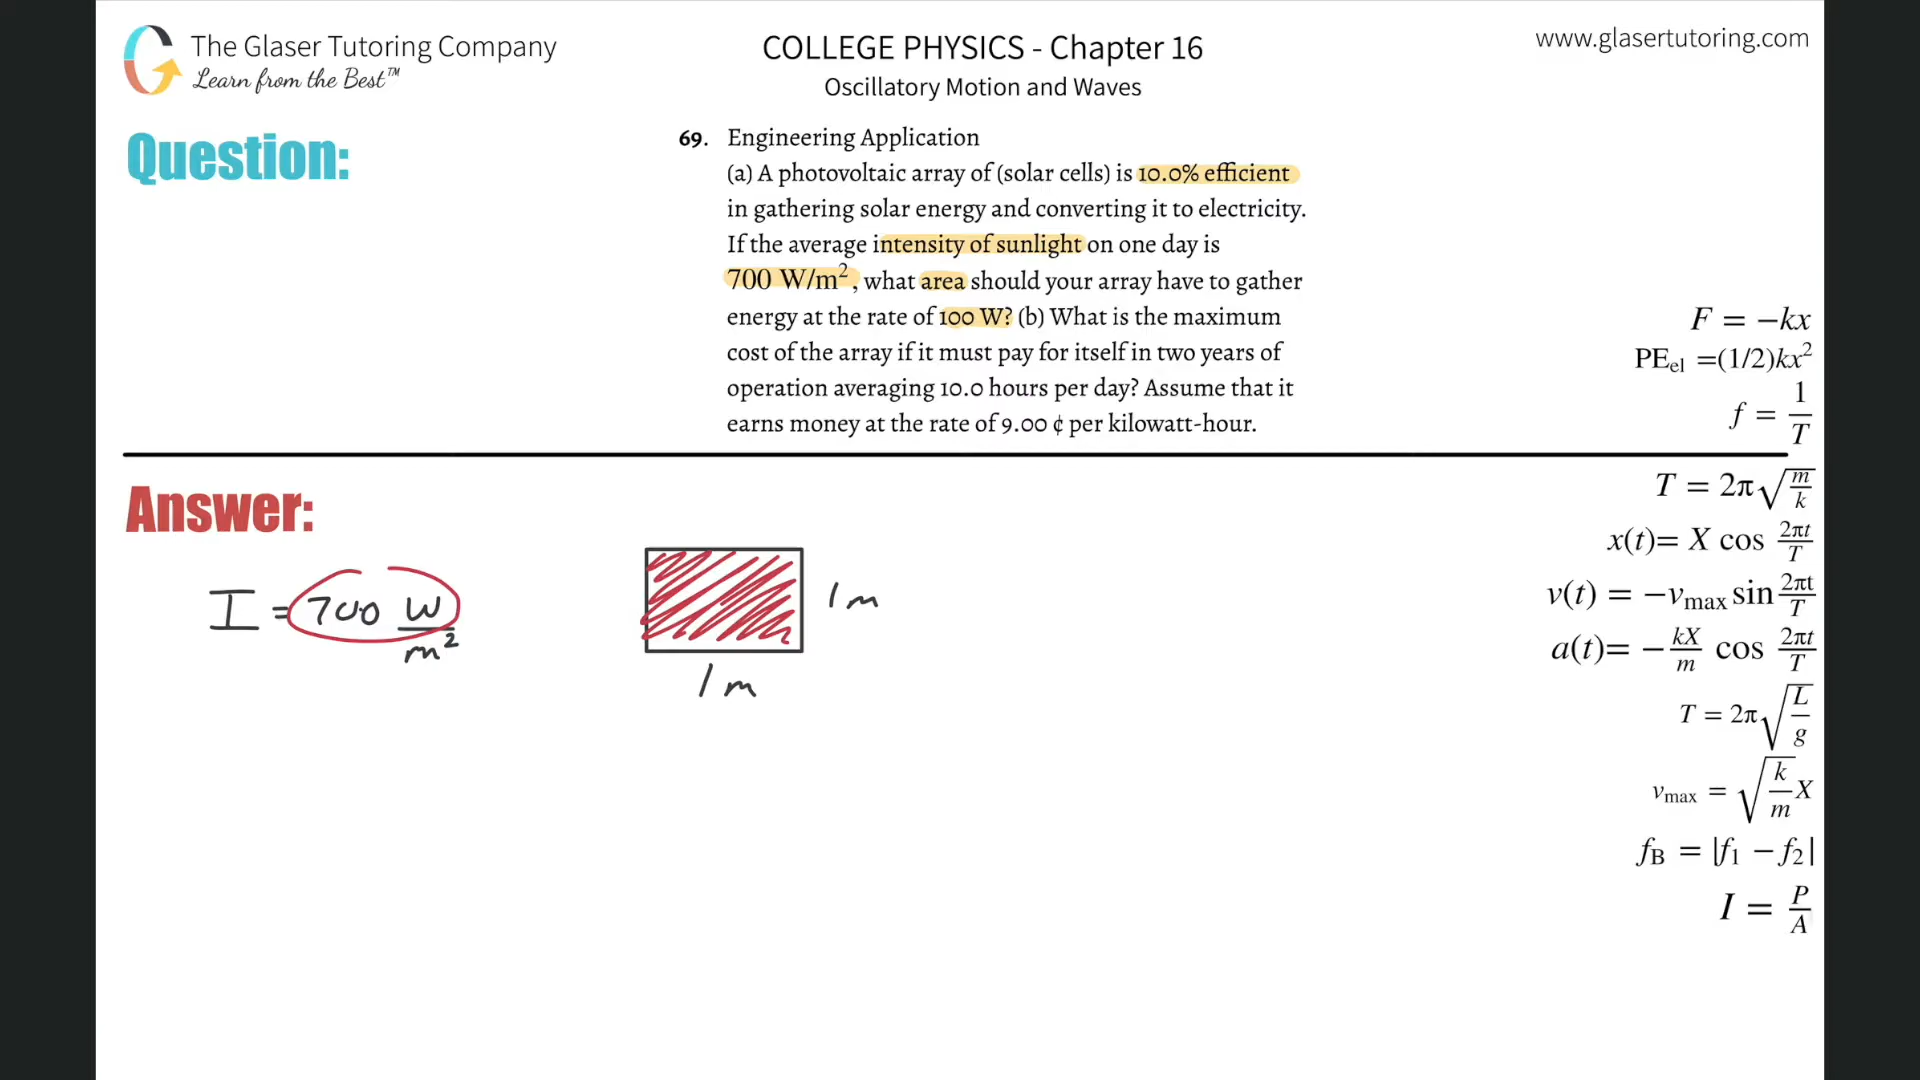 The Glaser Tutoring Company
Learn from the Best™
COLLEGE PHYSICS - Chapter 16
Oscillatory Motion and Waves
www.glasertutoring.com
Question:
69. Engineering Application
(a) A photovoltaic array of (solar cells) is 10.0% efficient
in gathering solar energy and converting it to electricity.
If the average intensity of sunlight on one day is
700 W/m², what area should your array have to gather
energy at the rate of 100 W? (b) What is the maximum
cost of the array if it must pay for itself in two years of
operation averaging 10.0 hours per day? Assume that it
earns money at the rate of 9.00 ¢ per kilowatt-hour.
F = −kx
PEel =(1/2)kx²
f = 1/T
Answer:
I = 700 W/m²
1 m
1 m
T = 2π√(m/k)
x(t)= X cos 2πt/T
v(t) = −vmax sin 2πt/T
a(t)= −kX/m cos 2πt/T
T = 2π√(L/g)
vmax = √(k/m)X
fB = |f1 − f2|
I = P/A